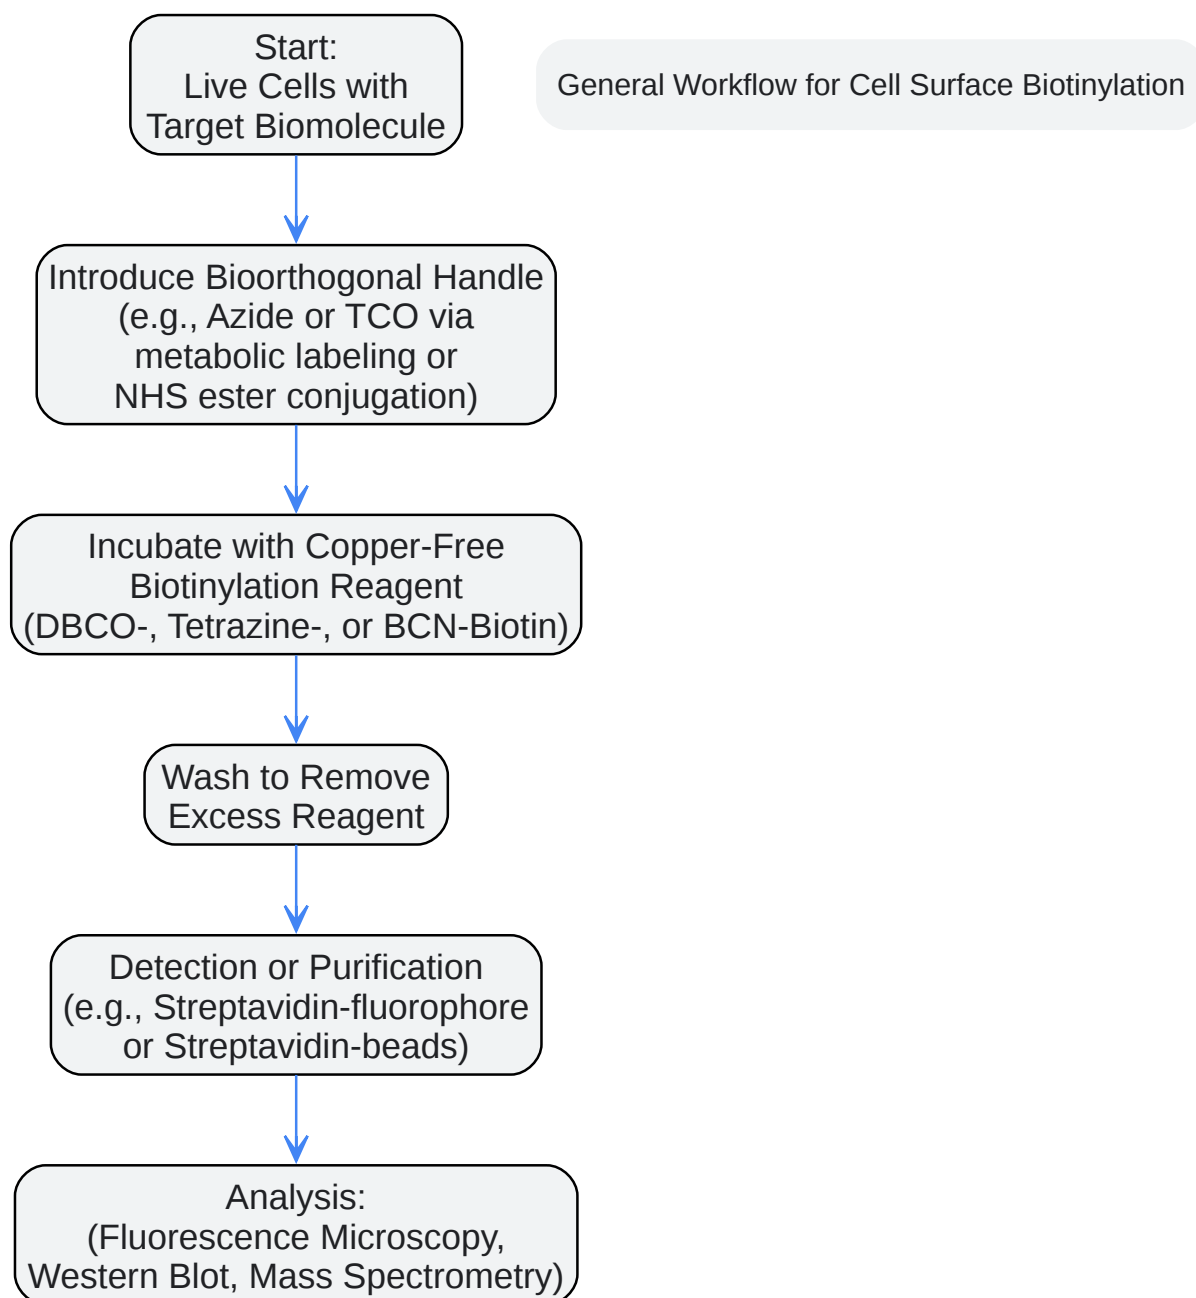 Start:
Live Cells with
Target Biomolecule
General Workflow for Cell Surface Biotinylation
Introduce Bioorthogonal Handle
(e.g., Azide or TCO via
metabolic labeling or
NHS ester conjugation)
Incubate with Copper-Free
Biotinylation Reagent
(DBCO-, Tetrazine-, or BCN-Biotin)
Wash to Remove
Excess Reagent
Detection or Purification
(e.g., Streptavidin-fluorophore
or Streptavidin-beads)
Analysis:
(Fluorescence Microscopy,
Western Blot, Mass Spectrometry)